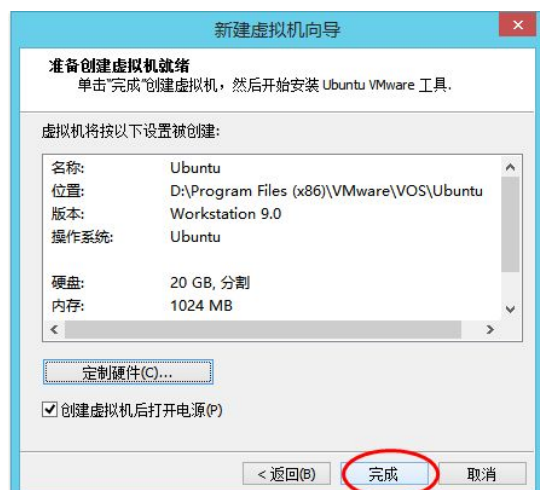 新建虚拟机向导
准备创建虚拟机就绪
单击"完成"创建虚拟机，然后开始安装 Ubuntu VMware 工具.
虚拟机将按以下设置被创建:
名称: Ubuntu
位置: D:\Program Files (x86)\VMware\VOS\Ubuntu
版本: Workstation 9.0
操作系统: Ubuntu
硬盘: 20 GB, 分割
内存: 1024 MB
定制硬件(C)...
创建虚拟机后打开电源(P)
< 返回(B) 完成 取消